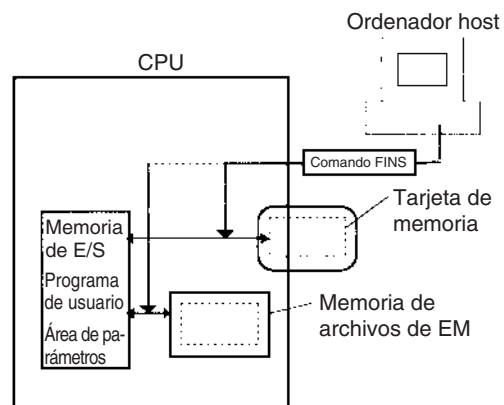 Ordenador host
CPU
Comando FINS
Tarjeta de
memoria
Memoria
de E/S
Programa
de usuario
Área de pa-
rámetros
Memoria de
archivos de EM